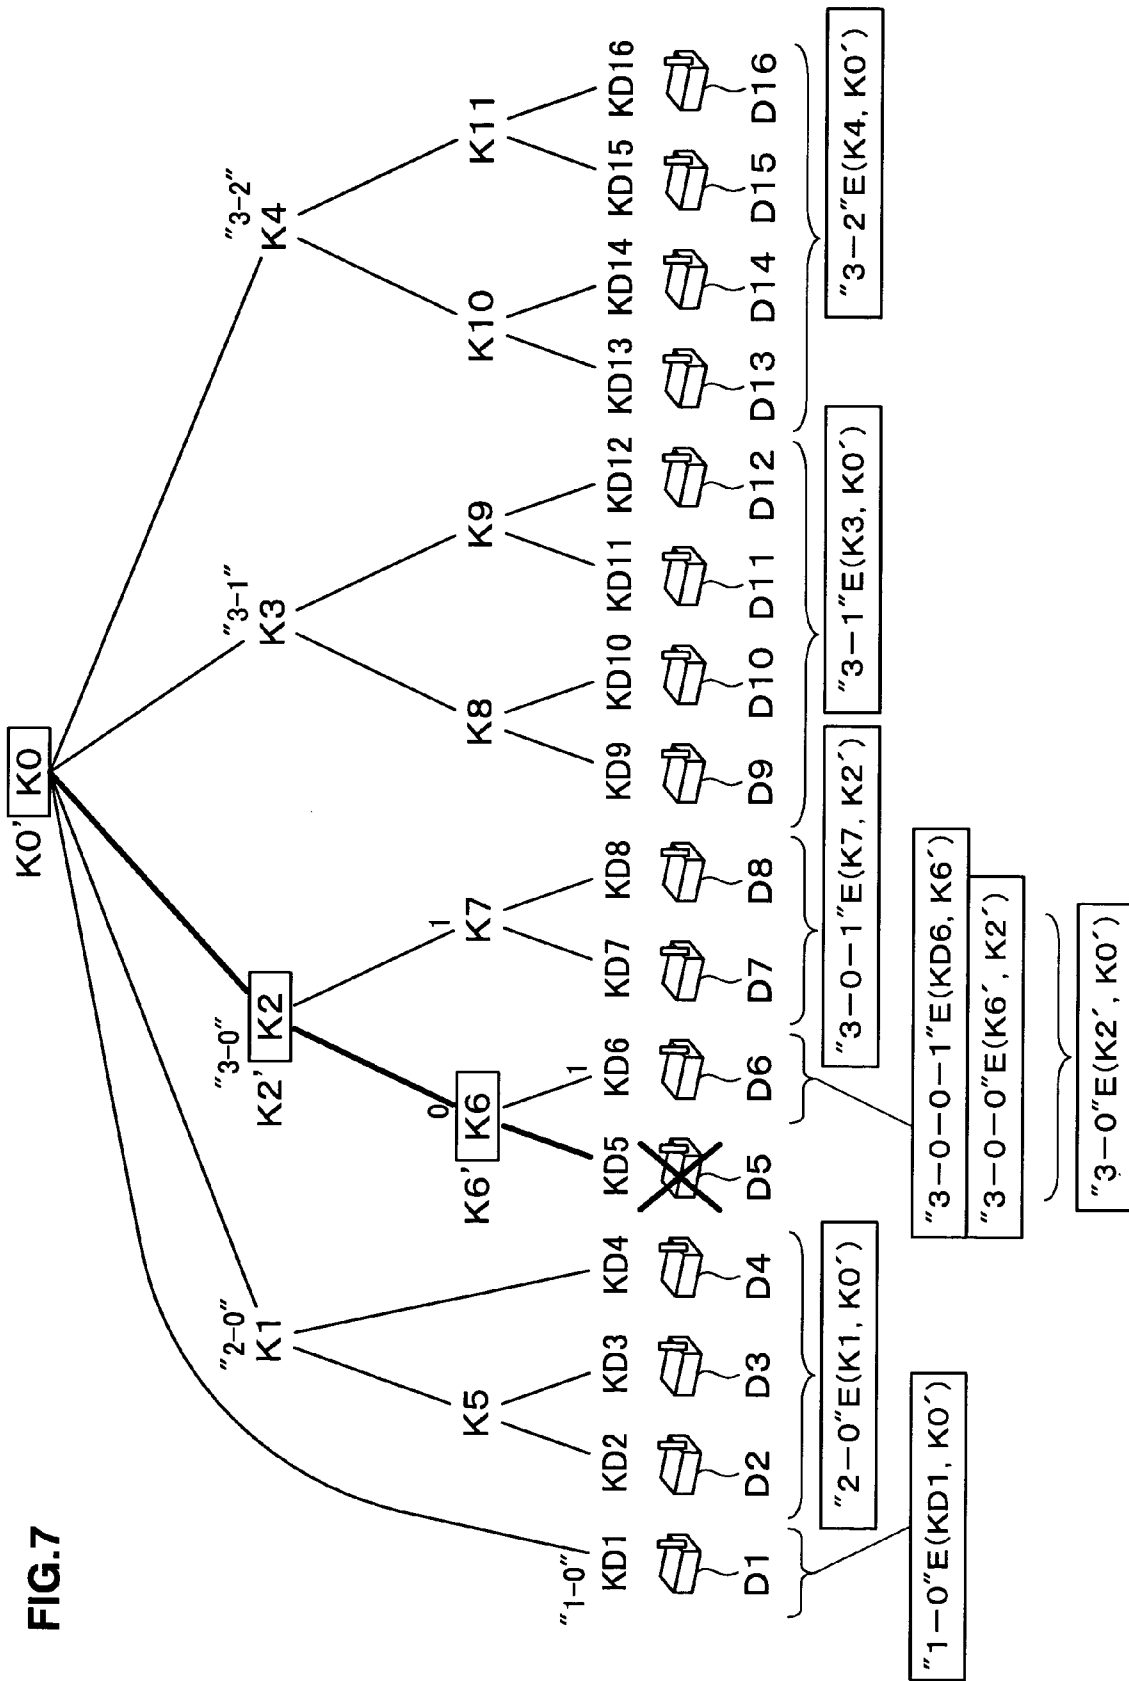 FIG.7
K0' K0
"2-0"
K1
"3-0"
K2' K2
"3-1"
K3
"3-2"
K4
K5
0
K6' K6
1
K7
K8
K9
K10
K11
"1-0"
1
KD1 KD2 KD3 KD4 KD5 KD6 KD7 KD8 KD9 KD10 KD11 KD12 KD13 KD14 KD15 KD16
D1 D2 D3 D4 D5 D6 D7 D8 D9 D10 D11 D12 D13 D14 D15 D16
"2-0"E(K1, K0')
"3-0-1"E(K7, K2')
"3-1"E(K3, K0')
"3-2"E(K4, K0')
"1-0"E(KD1, K0')
"3-0-0-1"E(KD6, K6')
"3-0-0"E(K6', K2')
"3-0"E(K2', K0')